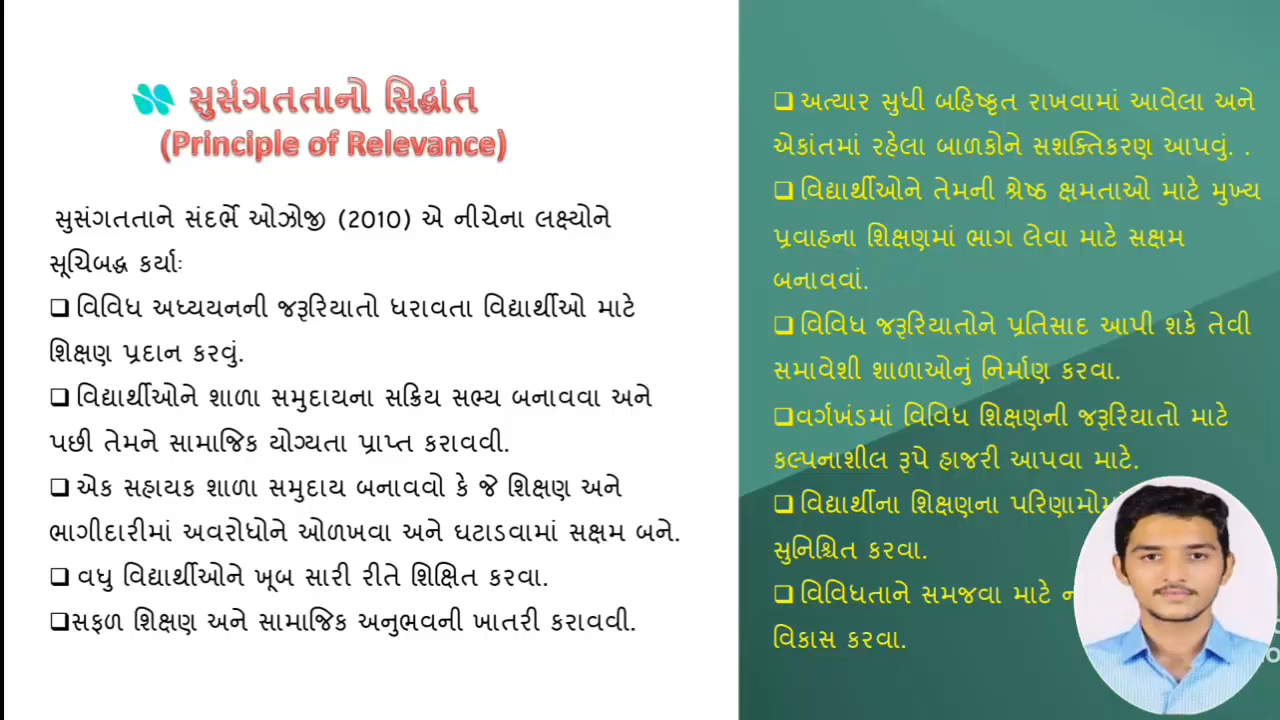 સુસંગતતાનો સિદ્ધાંત
(Principle of Relevance)
સુસંગતતાને સંદર્ભે ઓઝોજી (2010) એ નીચેના લક્ષ્યોને
સૂચિબદ્ધ કર્યાઃ
❑ વિવિધ અધ્યયનની જરૂરિયાતો ધરાવતા વિદ્યાર્થીઓ માટે
શિક્ષણ પ્રદાન કરવું.
❑ વિદ્યાર્થીઓને શાળા સમુદાયના સક્રિય સભ્ય બનાવવા અને
પછી તેમને સામાજિક યોગ્યતા પ્રાપ્ત કરાવવી.
❑ એક સહાયક શાળા સમુદાય બનાવવો કે જે શિક્ષણ અને
ભાગીદારીમાં અવરોધોને ઓળખવા અને ઘટાડવામાં સક્ષમ બને.
❑ વધુ વિદ્યાર્થીઓને ખૂબ સારી રીતે શિક્ષિત કરવા.
❑સફળ શિક્ષણ અને સામાજિક અનુભવની ખાતરી કરાવવી.
❑ અત્યાર સુધી બહિષ્કૃત રાખવામાં આવેલા અને
એકાંતમાં રહેલા બાળકોને સશક્તિકરણ આપવું. .
❑ વિદ્યાર્થીઓને તેમની શ્રેષ્ઠ ક્ષમતાઓ માટે મુખ્ય
પ્રવાહના શિક્ષણમાં ભાગ લેવા માટે સક્ષમ
બનાવવાં.
❑ વિવિધ જરૂરિયાતોને પ્રતિસાદ આપી શકે તેવી
સમાવેશી શાળાઓનું નિર્માણ કરવા.
❑વર્ગખંડમાં વિવિધ શિક્ષણની જરૂરિયાતો માટે
કલ્પનાશીલ રૂપે હાજરી આપવા માટે.
❑ વિદ્યાર્થીના શિક્ષણના પરિણામોમાં
સુનિશ્ચિત કરવા.
❑ વિવિધતાને સમજવા માટે
વિકાસ કરવા.